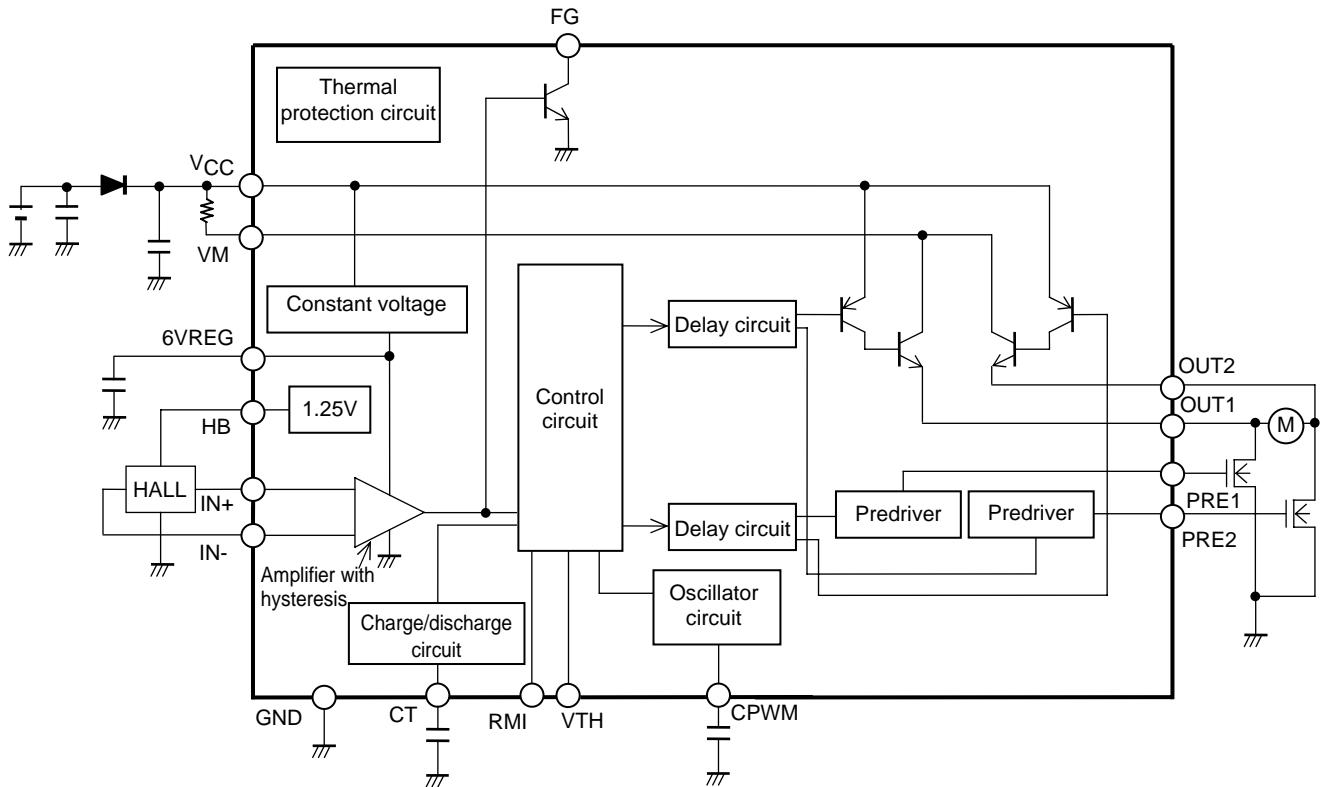 FG
Thermal
protection circuit
VCC
VM
Constant voltage
6VREG
1.25V
HB
HALL
IN+
IN-
Amplifier with
hysteresis
Control
circuit
Delay circuit
Delay circuit
Predriver
Predriver
OUT2
OUT1
M
PRE1
PRE2
Oscillator
circuit
Charge/discharge
circuit
GND
CT
RMI
VTH
CPWM